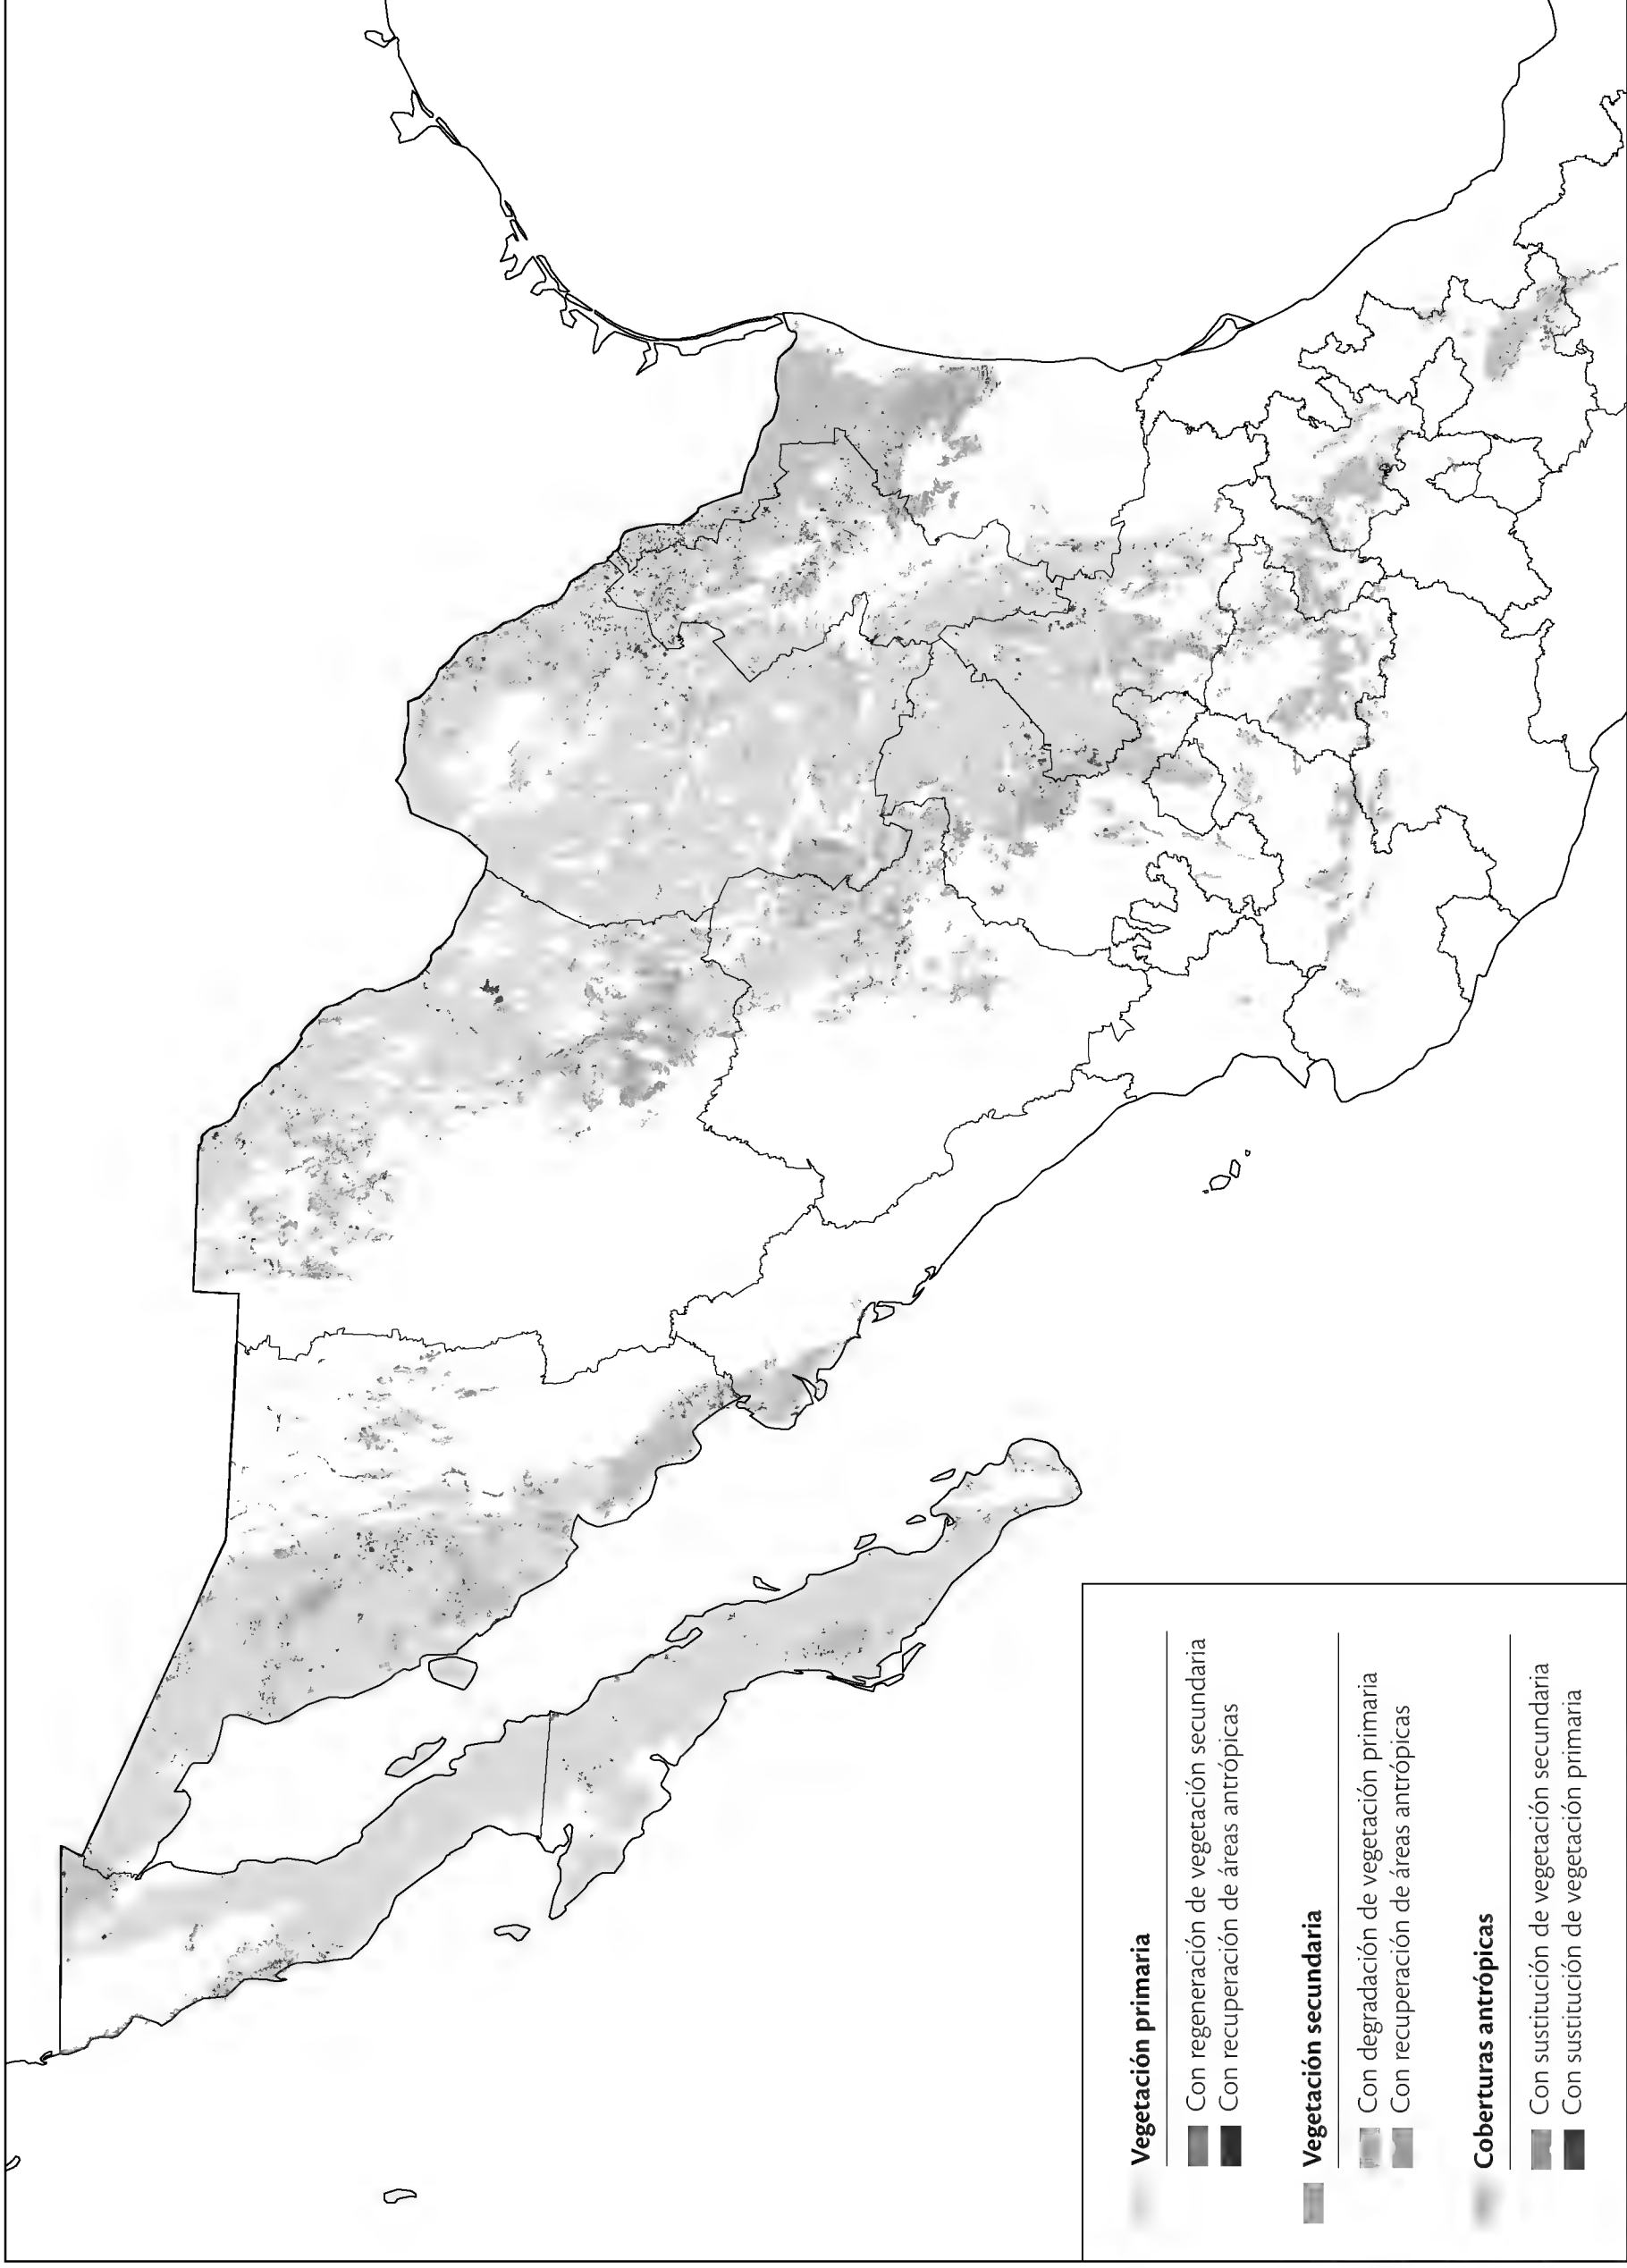 Vegetación primaria
Con regeneración de vegetación secundaria
Con recuperación de áreas antrópicas
Vegetación secundaria
Con degradación de vegetación primaria
Con recuperación de áreas antrópicas
Coberturas antrópicas
Con sustitución de vegetación secundaria
Con sustitución de vegetación primaria